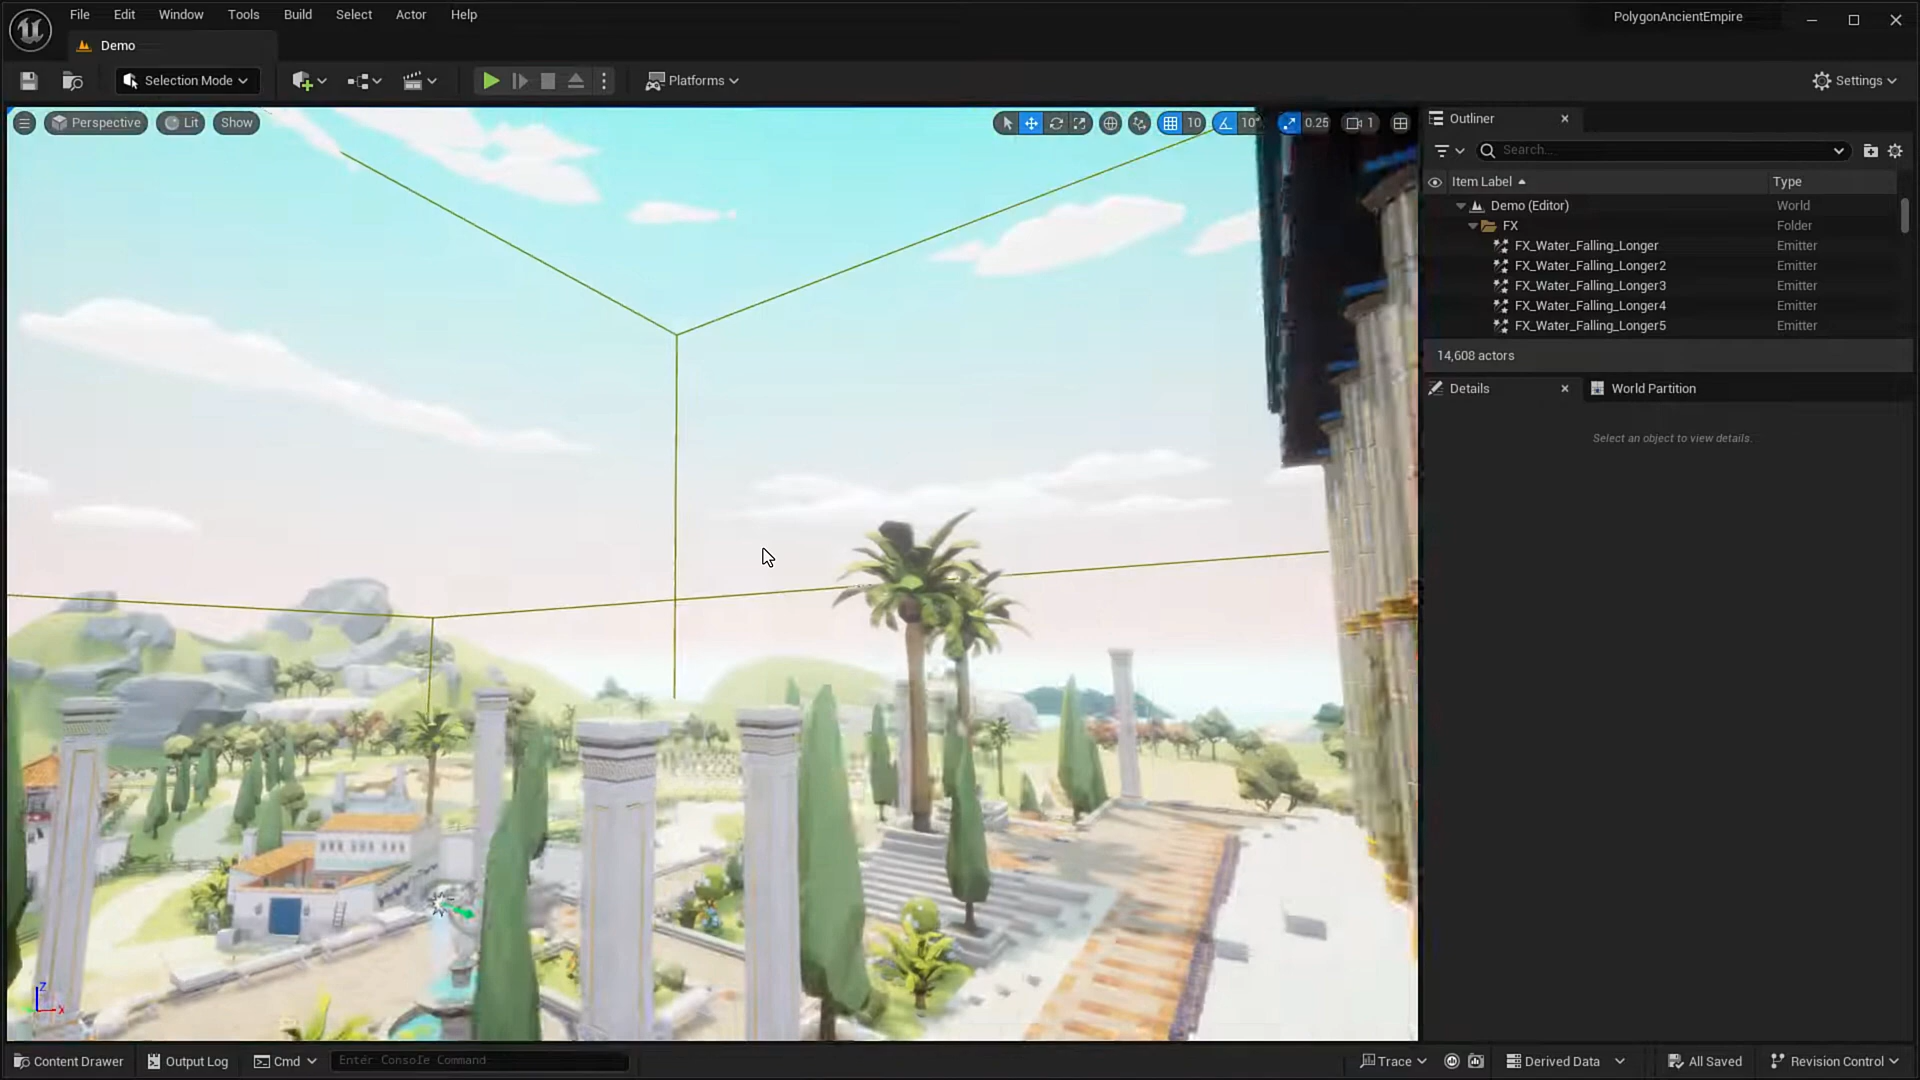 File Edit Window Tools Build Select Actor Help
PolygonAncientEmpire
Demo
Selection Mode
Platforms
Settings
Perspective Lit Show
10 10° 0.25 1
Outliner
Search...
Item Label Type
Demo (Editor) World
FX Folder
FX_Water_Falling_Longer Emitter
FX_Water_Falling_Longer2 Emitter
FX_Water_Falling_Longer3 Emitter
FX_Water_Falling_Longer4 Emitter
FX_Water_Falling_Longer5 Emitter
14,608 actors
Details World Partition
Select an object to view details.
Z
X
Content Drawer Output Log Cmd Enter Console Command Trace Derived Data All Saved Revision Control